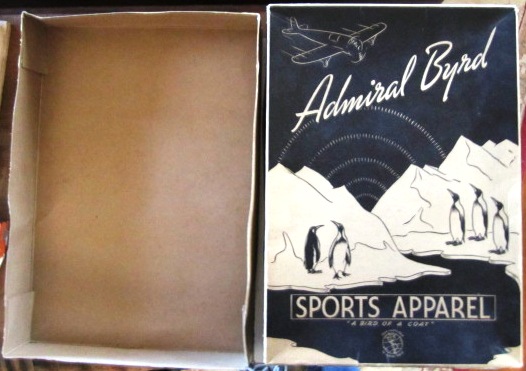 Admiral Byrd
SPORTS APPAREL
"A BIRD OF A COAT"